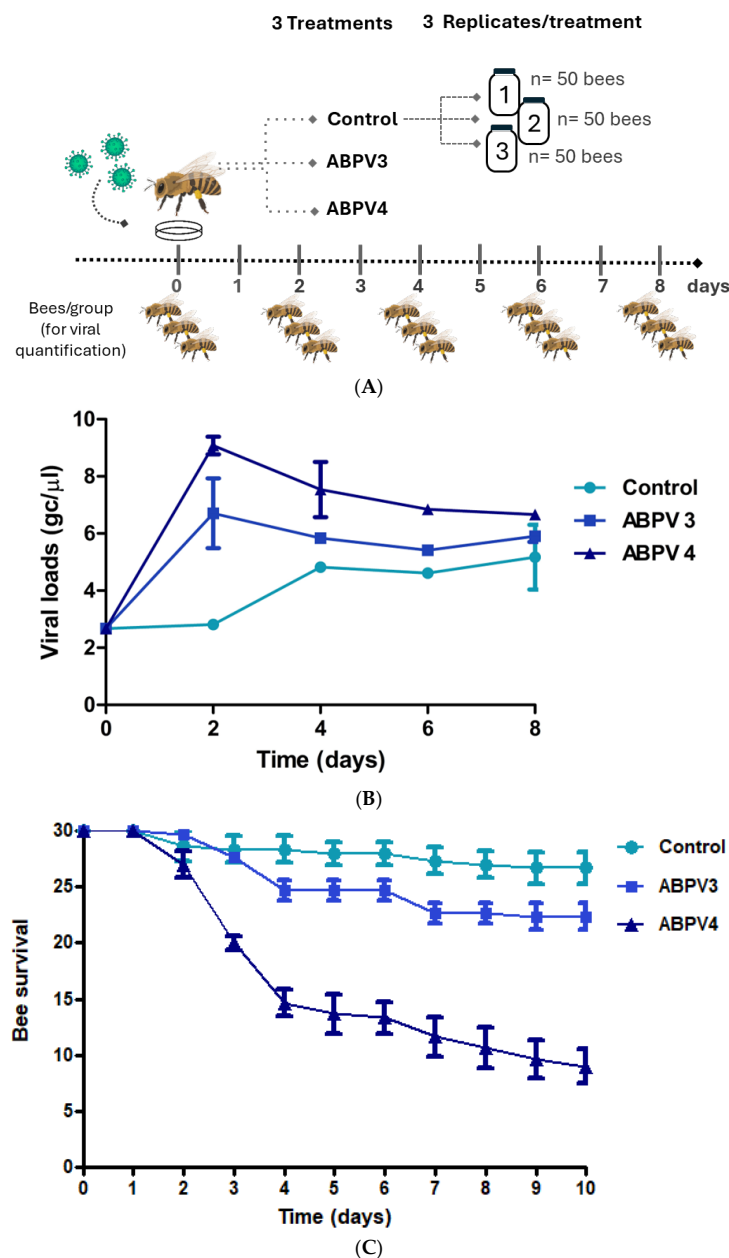 3 Treatments 3 Replicates/treatment
1 n= 50 bees
Control 2 n= 50 bees
3 n= 50 bees
ABPV3
ABPV4
0 1 2 3 4 5 6 7 8 days
Bees/group
(for viral
quantification)
(A)
Viral loads (gc/μl)
10
8
6
4
2
0
0 2 4 6 8
Time (days)
Control
ABPV 3
ABPV 4
(B)
Bee survival
30
25
20
15
10
5
0
0 1 2 3 4 5 6 7 8 9 10
Time (days)
Control
ABPV3
ABPV4
(C)